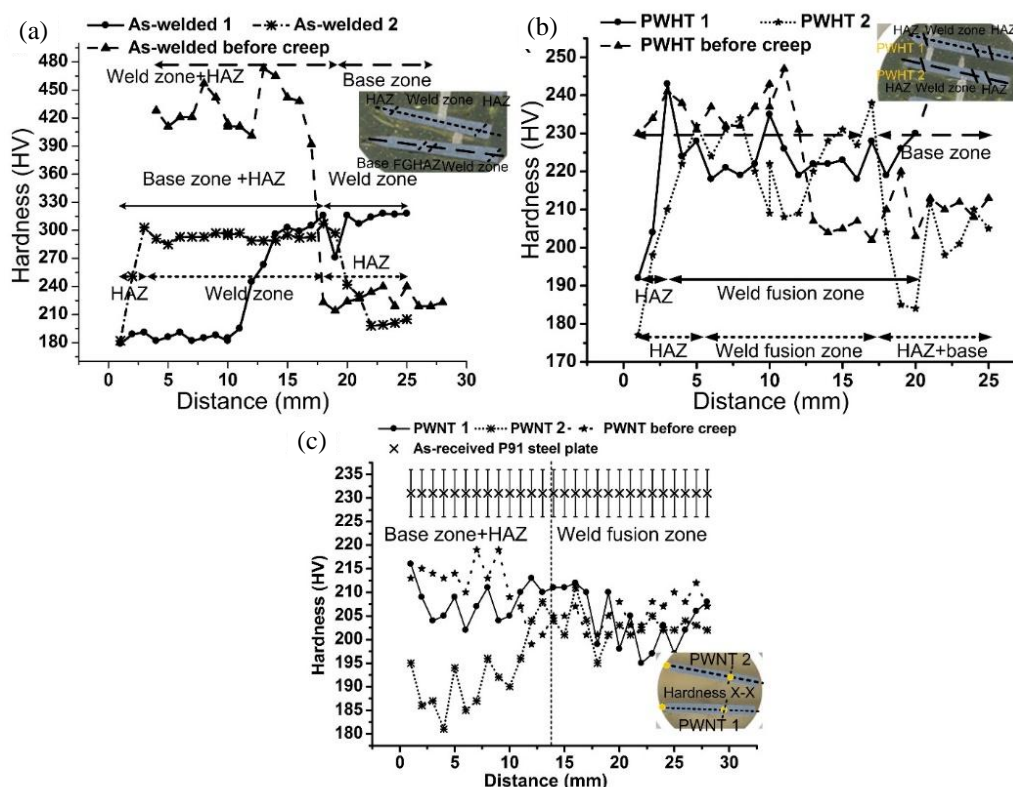 (a)
As-welded 1
As-welded 2
As-welded before creep
480
450
420
390
360
330
300
270
240
210
180
Hardness (HV)
Weld zone+HAZ
Base zone
HAZ
Weld zone
HAZ
Base FGHAZ Weld zone
Base zone +HAZ
Weld zone
HAZ
HAZ
Weld zone
0 5 10 15 20 25 30
Distance (mm)
(b)
PWHT 1
PWHT 2
PWHT before creep
250
240
230
220
210
200
190
180
170
Hardness (HV)
HAZ Weld zone
HAZ
PWHT 1
PWHT 2
HAZ Weld zone
HAZ
Base zone
HAZ
Weld fusion zone
HAZ
Weld fusion zone
HAZ+base
0 5 10 15 20 25
Distance (mm)
(c)
PWNT 1
PWNT 2
PWNT before creep
As-received P91 steel plate
235
230
225
220
215
210
205
200
195
190
185
180
Hardness (HV)
Base zone+HAZ
Weld fusion zone
PWNT 2
Hardness X-X
PWNT 1
0 5 10 15 20 25 30
Distance (mm)